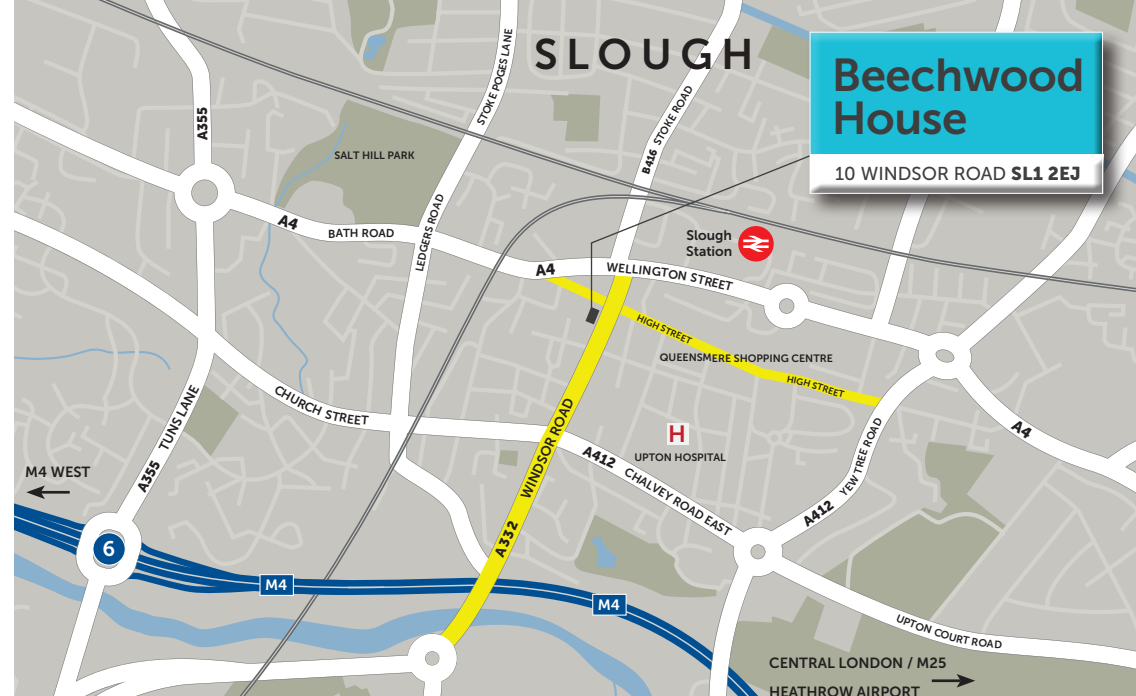 SLOUGH
Beechwood
House
10 WINDSOR ROAD SL1 2EJ
STOKE POGES LANE
B416 STOKE ROAD
A355
SALT HILL PARK
LEDGERS ROAD
A4
BATH ROAD
Slough
Station
A4
WELLINGTON STREET
HIGH STREET
QUEENSMERE SHOPPING CENTRE
HIGH STREET
CHURCH STREET
A355 TUNS LANE
A332 WINDSOR ROAD
H
UPTON HOSPITAL
A412 CHALVEY ROAD EAST
A412 YEW TREE ROAD
A4
M4 WEST
6
M4
M4
UPTON COURT ROAD
CENTRAL LONDON / M25
HEATHROW AIRPORT